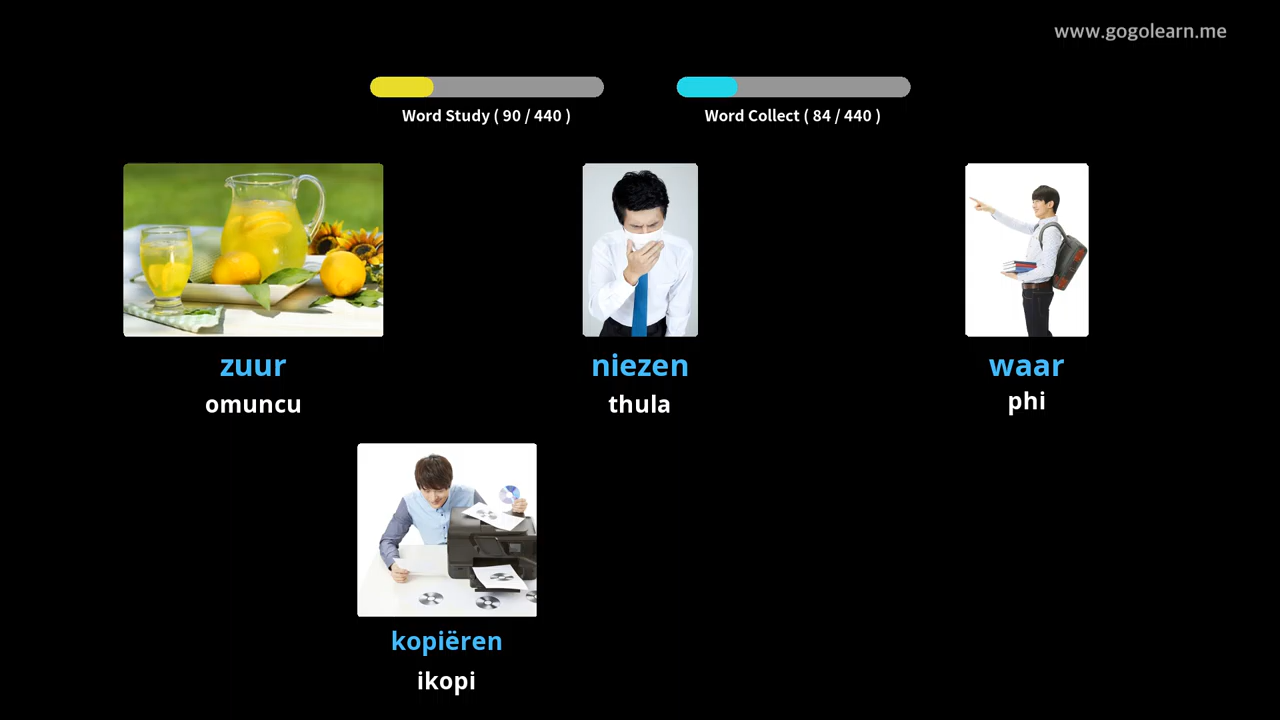 www.gogolearn.me
Word Study ( 90 / 440 )
Word Collect ( 84 / 440 )
zuur
omuncu
niezen
thula
waar
phi
kopiëren
ikopi